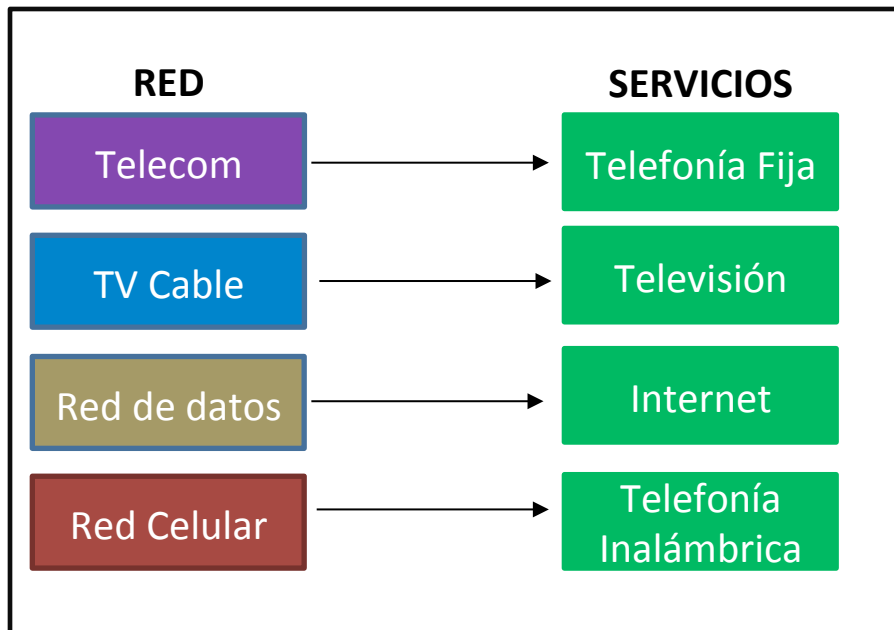 RED
SERVICIOS
Telecom
Telefonía Fija
TV Cable
Televisión
Red de datos
Internet
Red Celular
Telefonía
Inalámbrica